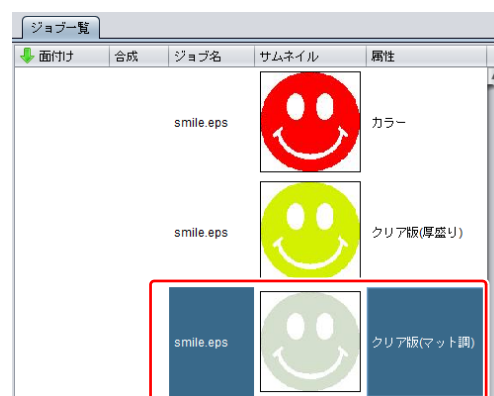 ジョブ一覧
面付け 合成 ジョブ名 サムネイル 属性
smile.eps カラー
smile.eps クリア版(厚盛り)
smile.eps クリア版(マット調)